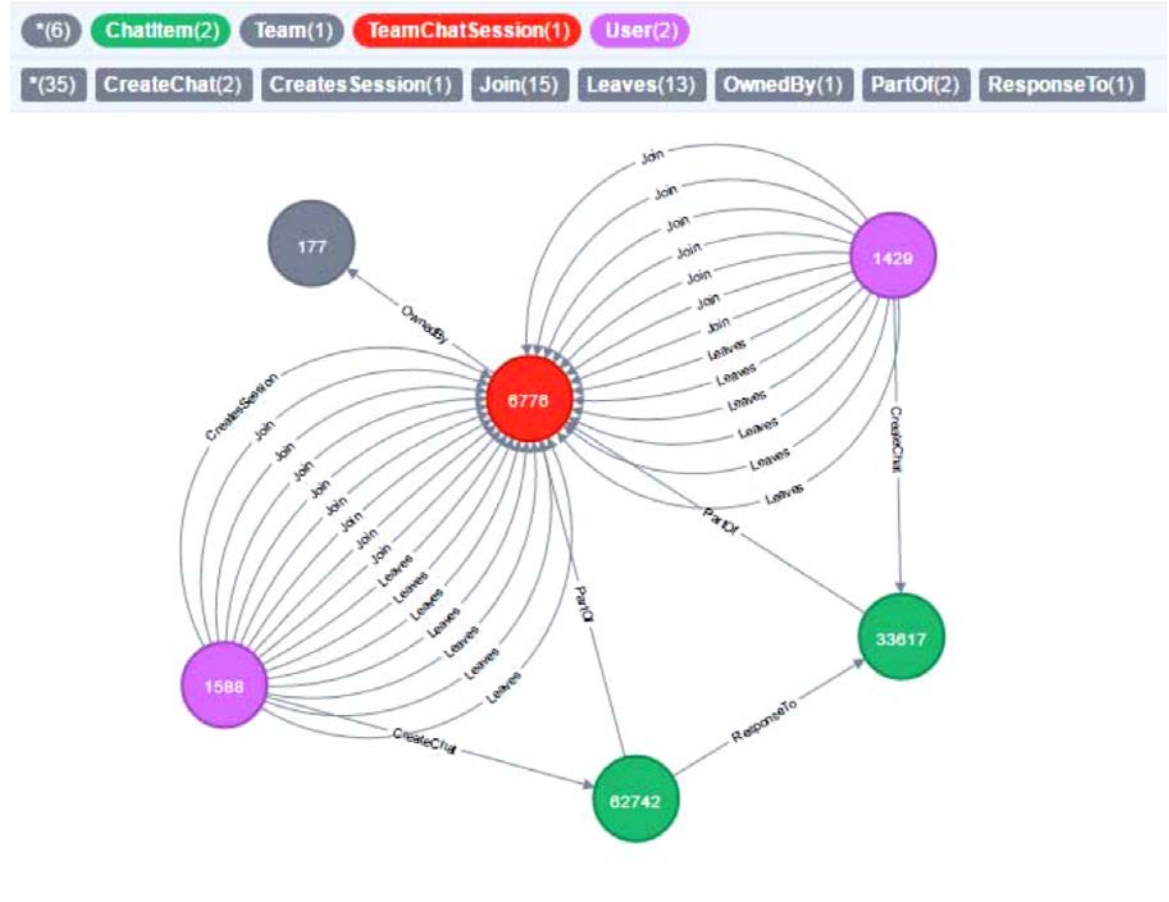 *(6) ChatItem(2) Team(1) TeamChatSession(1) User(2)
*(35) CreateChat(2) CreatesSession(1) Join(15) Leaves(13) OwnedBy(1) PartOf(2) ResponseTo(1)
Join
Join
Join
177
Join
1429
Join
Join
OwnedBy
Join
Leaves
Leaves
Leaves
6776
CreatesSession
Leaves
Join
CreateChat
Join
Leaves
Join
Join
Leaves
Join
PartOf
Join
Join
Join
Leaves
Leaves
Leaves
PartOf
Leaves
33617
Leaves
Leaves
1588
Leaves
ResponseTo
CreateChat
62742